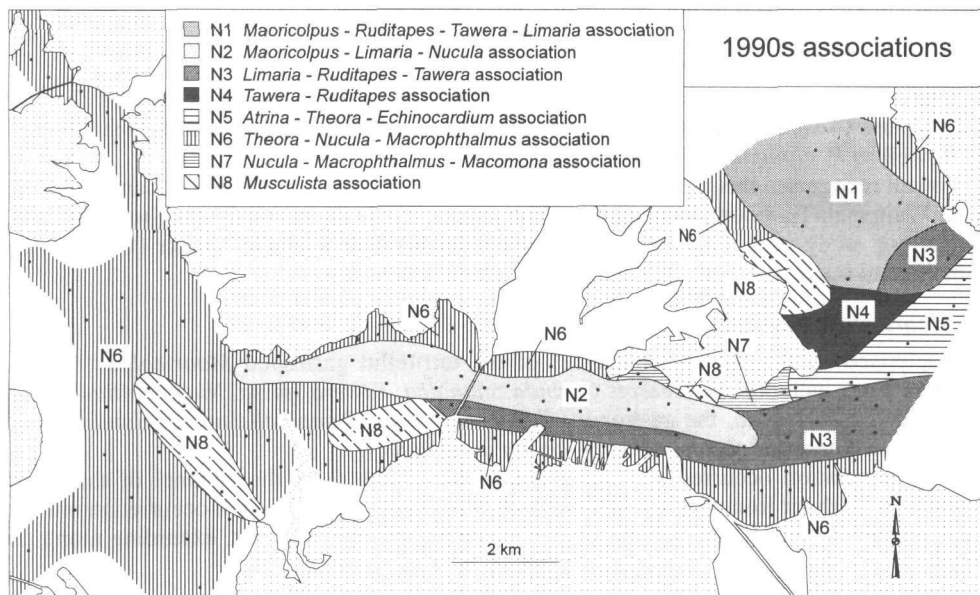 N1 Maoricolpus - Ruditapes - Tawera - Limaria association
N2 Maoricolpus - Limaria - Nucula association
N3 Limaria - Ruditapes - Tawera association
N4 Tawera - Ruditapes association
N5 Atrina - Theora - Echinocardium association
N6 Theora - Nucula - Macrophthalmus association
N7 Nucula - Macrophthalmus - Macomona association
N8 Musculista association
1990s associations
N6
N1
N6
N3
N8
N4
N5
N6
N6
N6
N7
N8
N2
N8
N8
N3
N6
N6
2 km
N